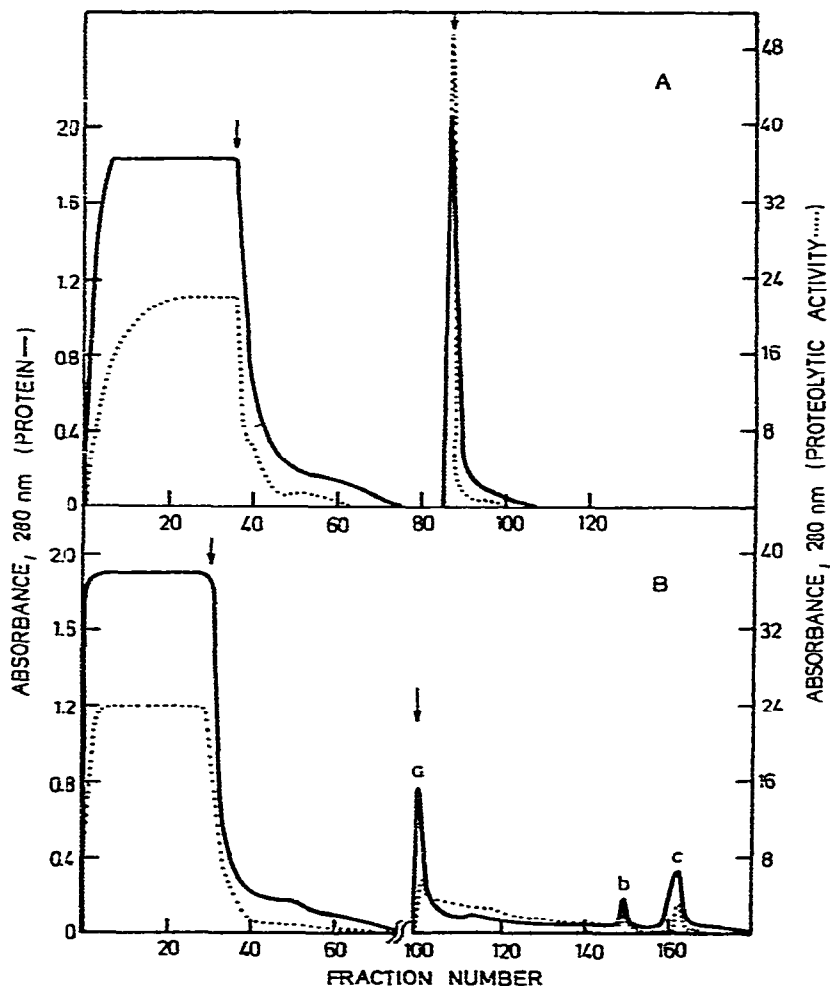 A
48
40
32
24
16
8
20
1.6
1.2
0.8
0.4
0
20 40 60 80 100 120
ABSORBANCE, 280 nm (PROTEIN—)
ABSORBANCE, 280 nm (PROTEOLYTIC ACTIVITY.....)
B
40
32
24
16
8
2.0
1.6
1.2
0.8
0.4
0
a
b
c
20 40 60 100 120 140 160
FRACTION NUMBER